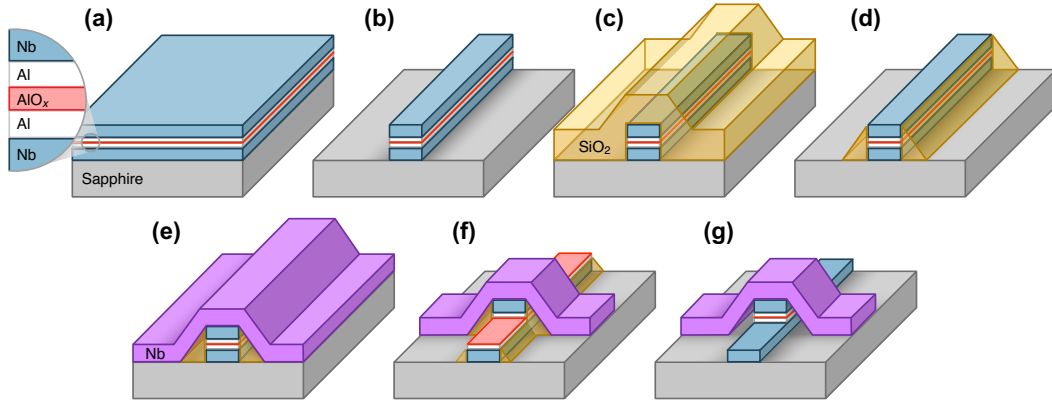 (a)
(b)
(c)
(d)
Nb
Al
AlOₓ
Al
Nb
Sapphire
SiO₂
(e)
(f)
(g)
Nb